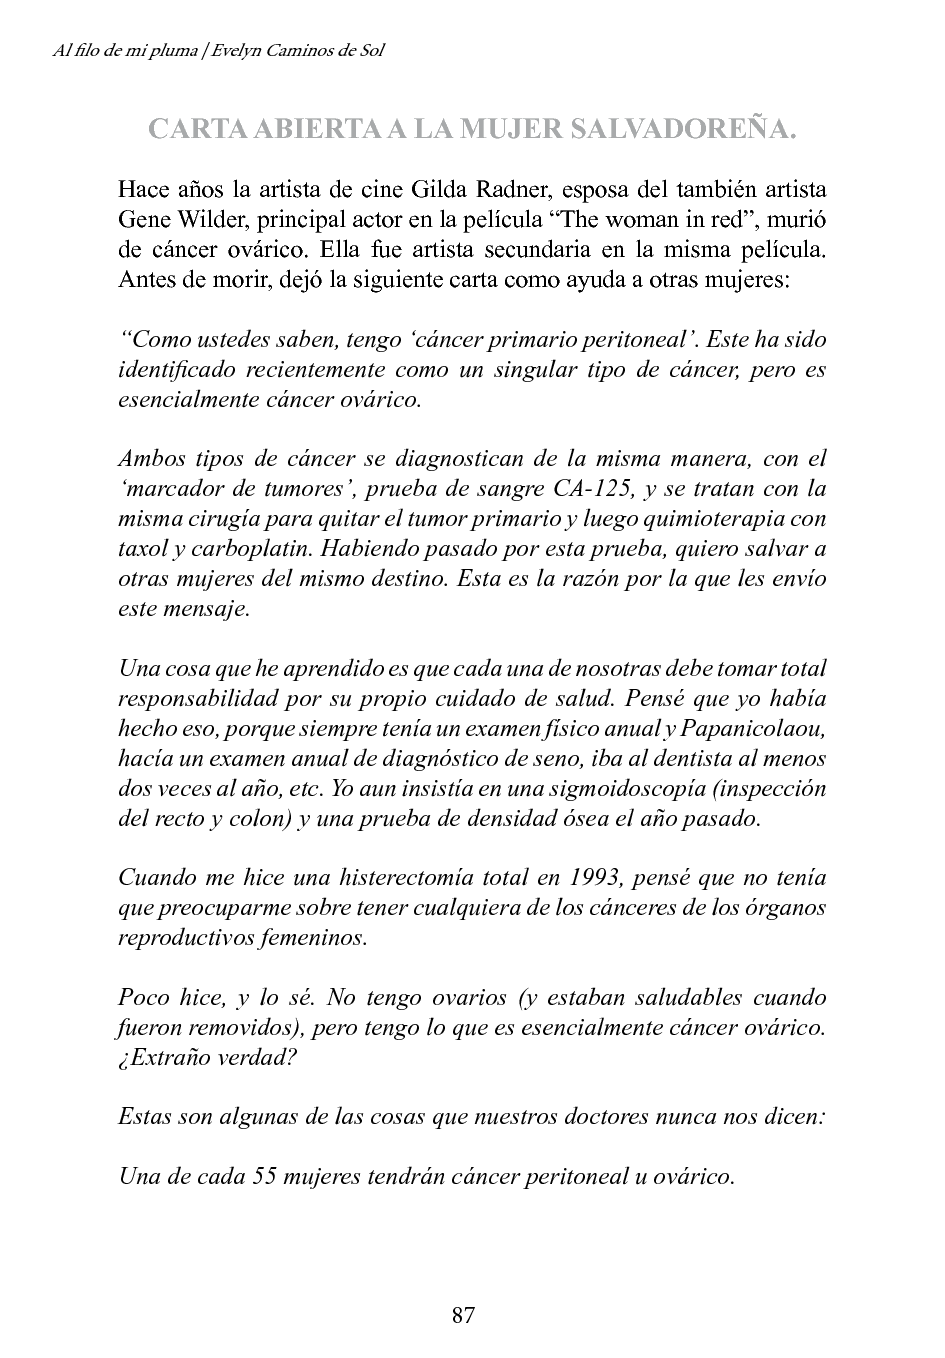 Al filo de mi pluma | Evelyn Caminos de Sol
CARTA ABIERTA A LA MUJER SALVADOREÑA.
Hace años la artista de cine Gilda Radner, esposa del también artista
Gene Wilder, principal actor en la película “The woman in red”, murió
de cáncer ovárico. Ella fue artista secundaria en la misma película.
Antes de morir, dejó la siguiente carta como ayuda a otras mujeres:
“Como ustedes saben, tengo ‘cáncer primario peritoneal’. Este ha sido
identificado recientemente como un singular tipo de cáncer, pero es
esencialmente cáncer ovárico.
Ambos tipos de cáncer se diagnostican de la misma manera, con el
‘marcador de tumores’, prueba de sangre CA-125, y se tratan con la
misma cirugía para quitar el tumor primario y luego quimioterapia con
taxol y carboplatin. Habiendo pasado por esta prueba, quiero salvar a
otras mujeres del mismo destino. Esta es la razón por la que les envío
este mensaje.
Una cosa que he aprendido es que cada una de nosotras debe tomar total
responsabilidad por su propio cuidado de salud. Pensé que yo había
hecho eso, porque siempre tenía un examen físico anual y Papanicolaou,
hacía un examen anual de diagnóstico de seno, iba al dentista al menos
dos veces al año, etc. Yo aun insistía en una sigmoidoscopía (inspección
del recto y colon) y una prueba de densidad ósea el año pasado.
Cuando me hice una histerectomía total en 1993, pensé que no tenía
que preocuparme sobre tener cualquiera de los cánceres de los órganos
reproductivos femeninos.
Poco hice, y lo sé. No tengo ovarios (y estaban saludables cuando
fueron removidos), pero tengo lo que es esencialmente cáncer ovárico.
¿Extraño verdad?
Estas son algunas de las cosas que nuestros doctores nunca nos dicen:
Una de cada 55 mujeres tendrán cáncer peritoneal u ovárico.
87